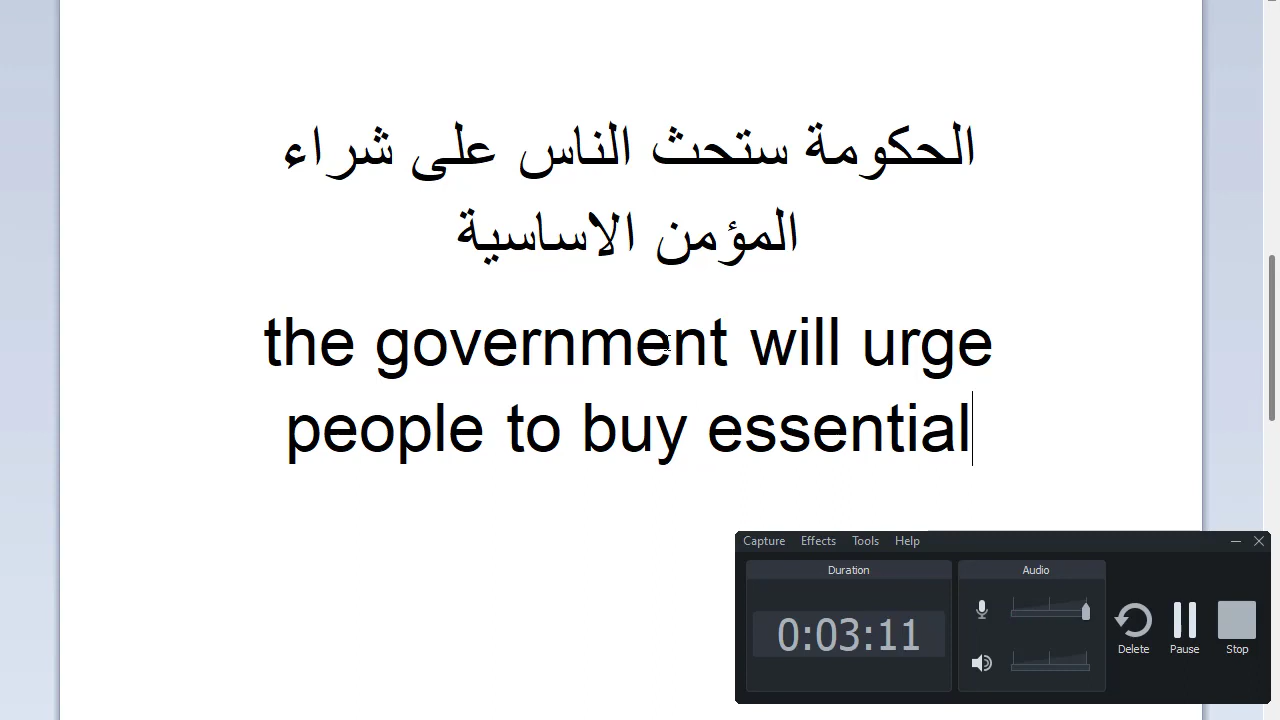 الحكومة ستحث الناس على شراء
المؤمن الاساسية
the government will urge
people to buy essential
Capture Effects Tools Help
Duration Audio
0:03:11
Delete Pause Stop